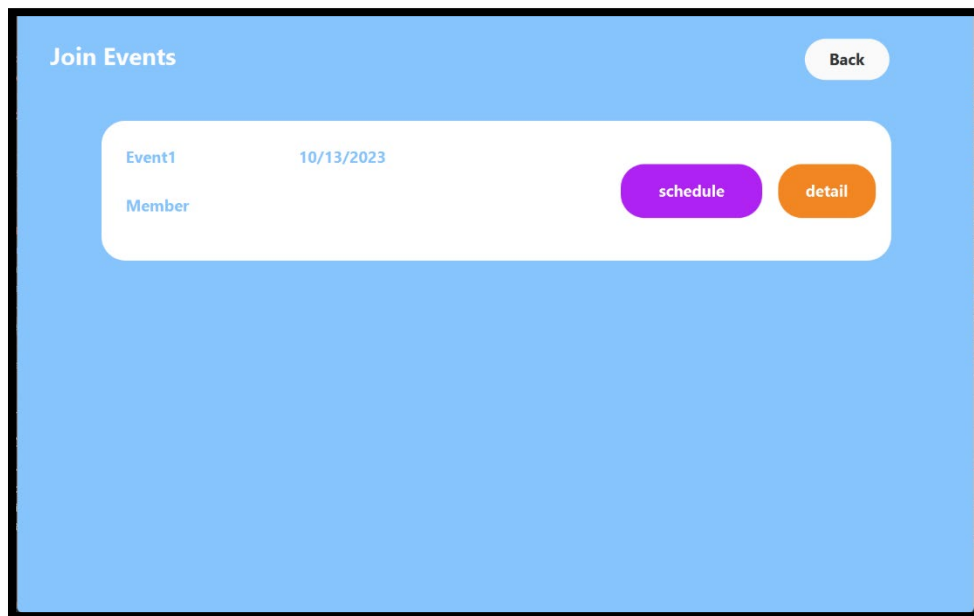 Join Events
Back
Event1 10/13/2023
Member
schedule detail